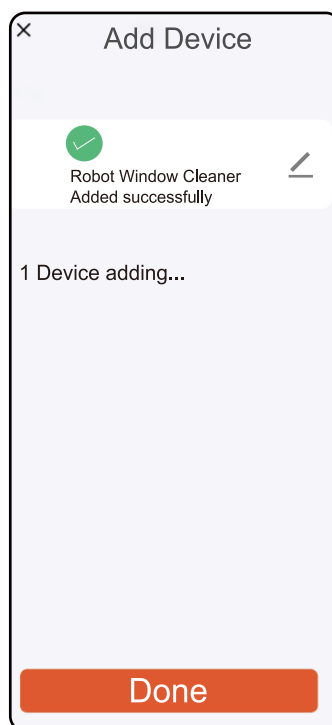 Add Device
Robot Window Cleaner
Added successfully
1 Device adding...
Done